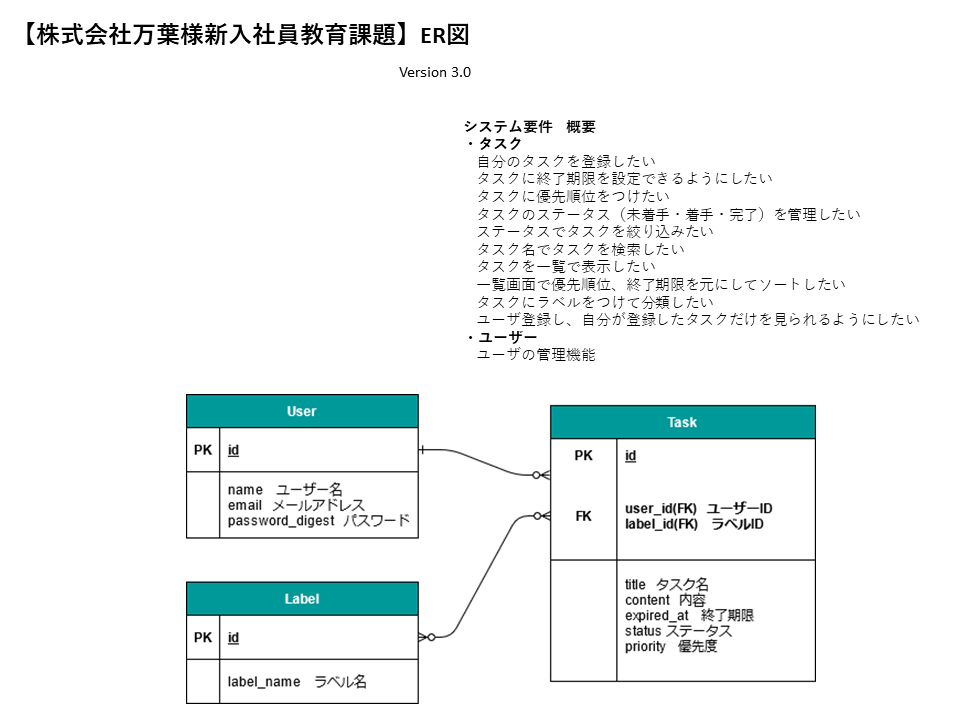 【株式会社万葉様新入社員教育課題】ER図
Version 3.0
システム要件　概要
・タスク
自分のタスクを登録したい
タスクに終了期限を設定できるようにしたい
タスクに優先順位をつけたい
タスクのステータス（未着手・着手・完了）を管理したい
ステータスでタスクを絞り込みたい
タスク名でタスクを検索したい
タスクを一覧で表示したい
一覧画面で優先順位、終了期限を元にしてソートしたい
タスクにラベルをつけて分類したい
ユーザ登録し、自分が登録したタスクだけを見られるようにしたい
・ユーザー
ユーザの管理機能
User
PK id
name　ユーザー名
email　メールアドレス
password_digest　パスワード
Task
PK id
FK
user_id(FK)　ユーザーID
label_id(FK)　ラベルID
title　タスク名
content　内容
expired_at　終了期限
status ステータス
priority　優先度
Label
PK id
label_name　ラベル名